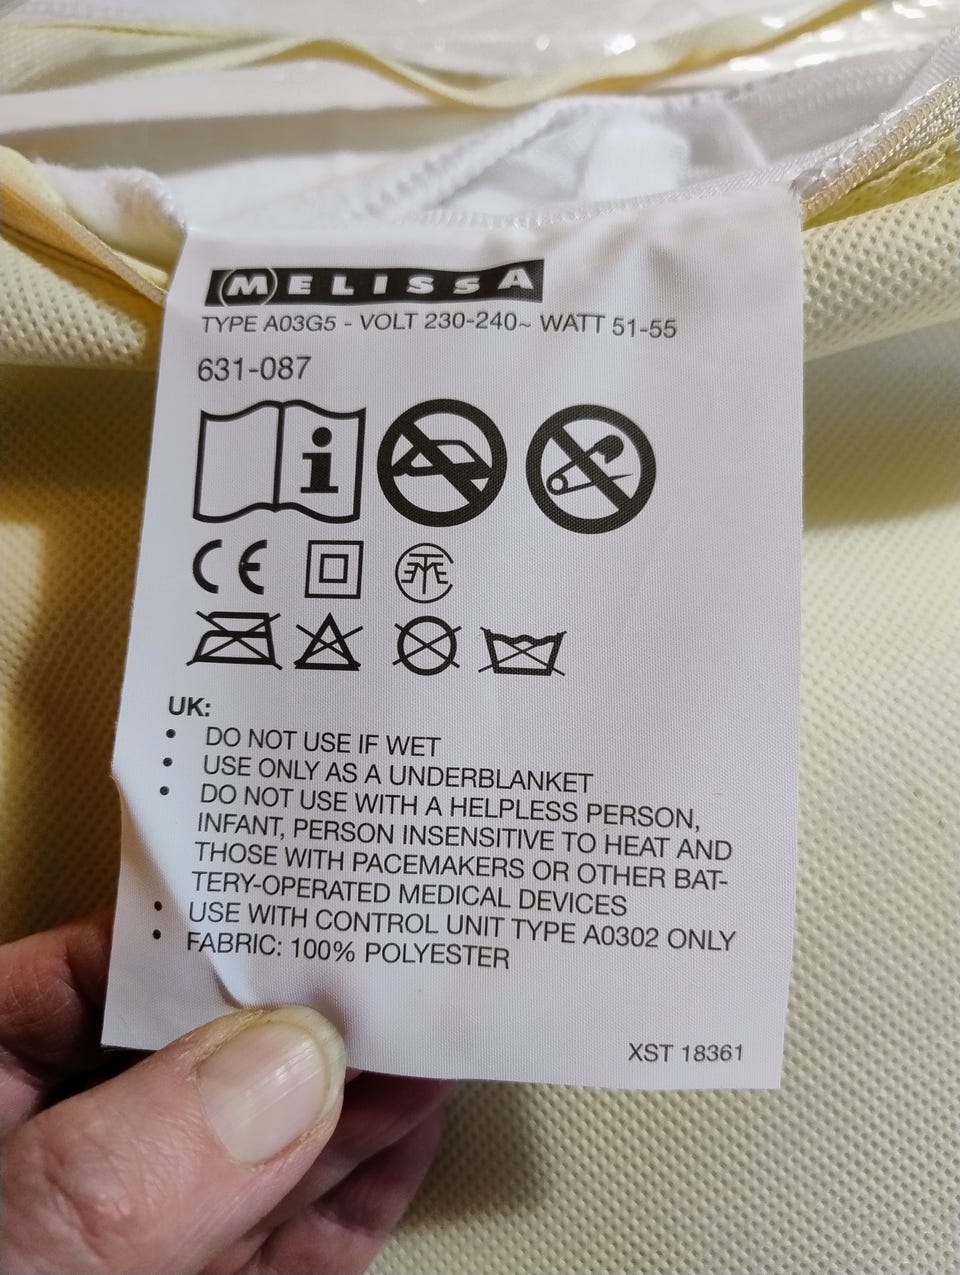 MELISSA
TYPE A03G5 - VOLT 230-240~ WATT 51-55
631-087
i
CE
UK:
• DO NOT USE IF WET
• USE ONLY AS A UNDERBLANKET
• DO NOT USE WITH A HELPLESS PERSON,
INFANT, PERSON INSENSITIVE TO HEAT AND
THOSE WITH PACEMAKERS OR OTHER BAT-
TERY-OPERATED MEDICAL DEVICES
• USE WITH CONTROL UNIT TYPE A0302 ONLY
• FABRIC: 100% POLYESTER
XST 18361